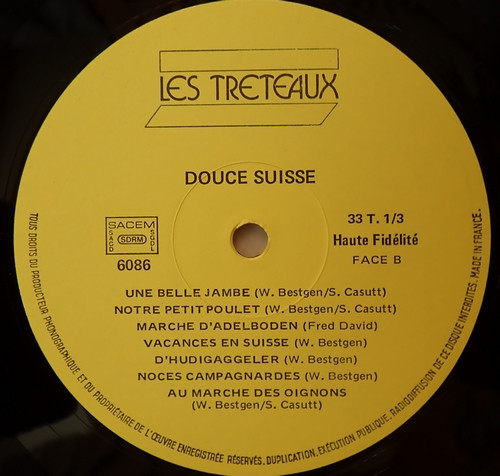 LES TRETEAUX
DOUCE SUISSE
SACEM
SACD
SDRM
SGDL
6086
33 T. 1/3
Haute Fidélité
FACE B
UNE BELLE JAMBE (W. Bestgen/S. Casutt)
NOTRE PETIT POULET (W. Bestgen/S. Casutt)
MARCHE D'ADELBODEN (Fred David)
VACANCES EN SUISSE (W. Bestgen)
D'HUDIGAGGELER (W. Bestgen)
NOCES CAMPAGNARDES (W. Bestgen)
AU MARCHE DES OIGNONS
(W. Bestgen/S. Casutt)
TOUS DROITS DU PRODUCTEUR PHONOGRAPHIQUE ET DU PROPRIÉTAIRE DE L'ŒUVRE ENREGISTRÉE RÉSERVÉS, DUPLICATION, EXÉCUTION PUBLIQUE, RADIODIFFUSION DE CE DISQUE INTERDITES. MADE IN FRANCE.